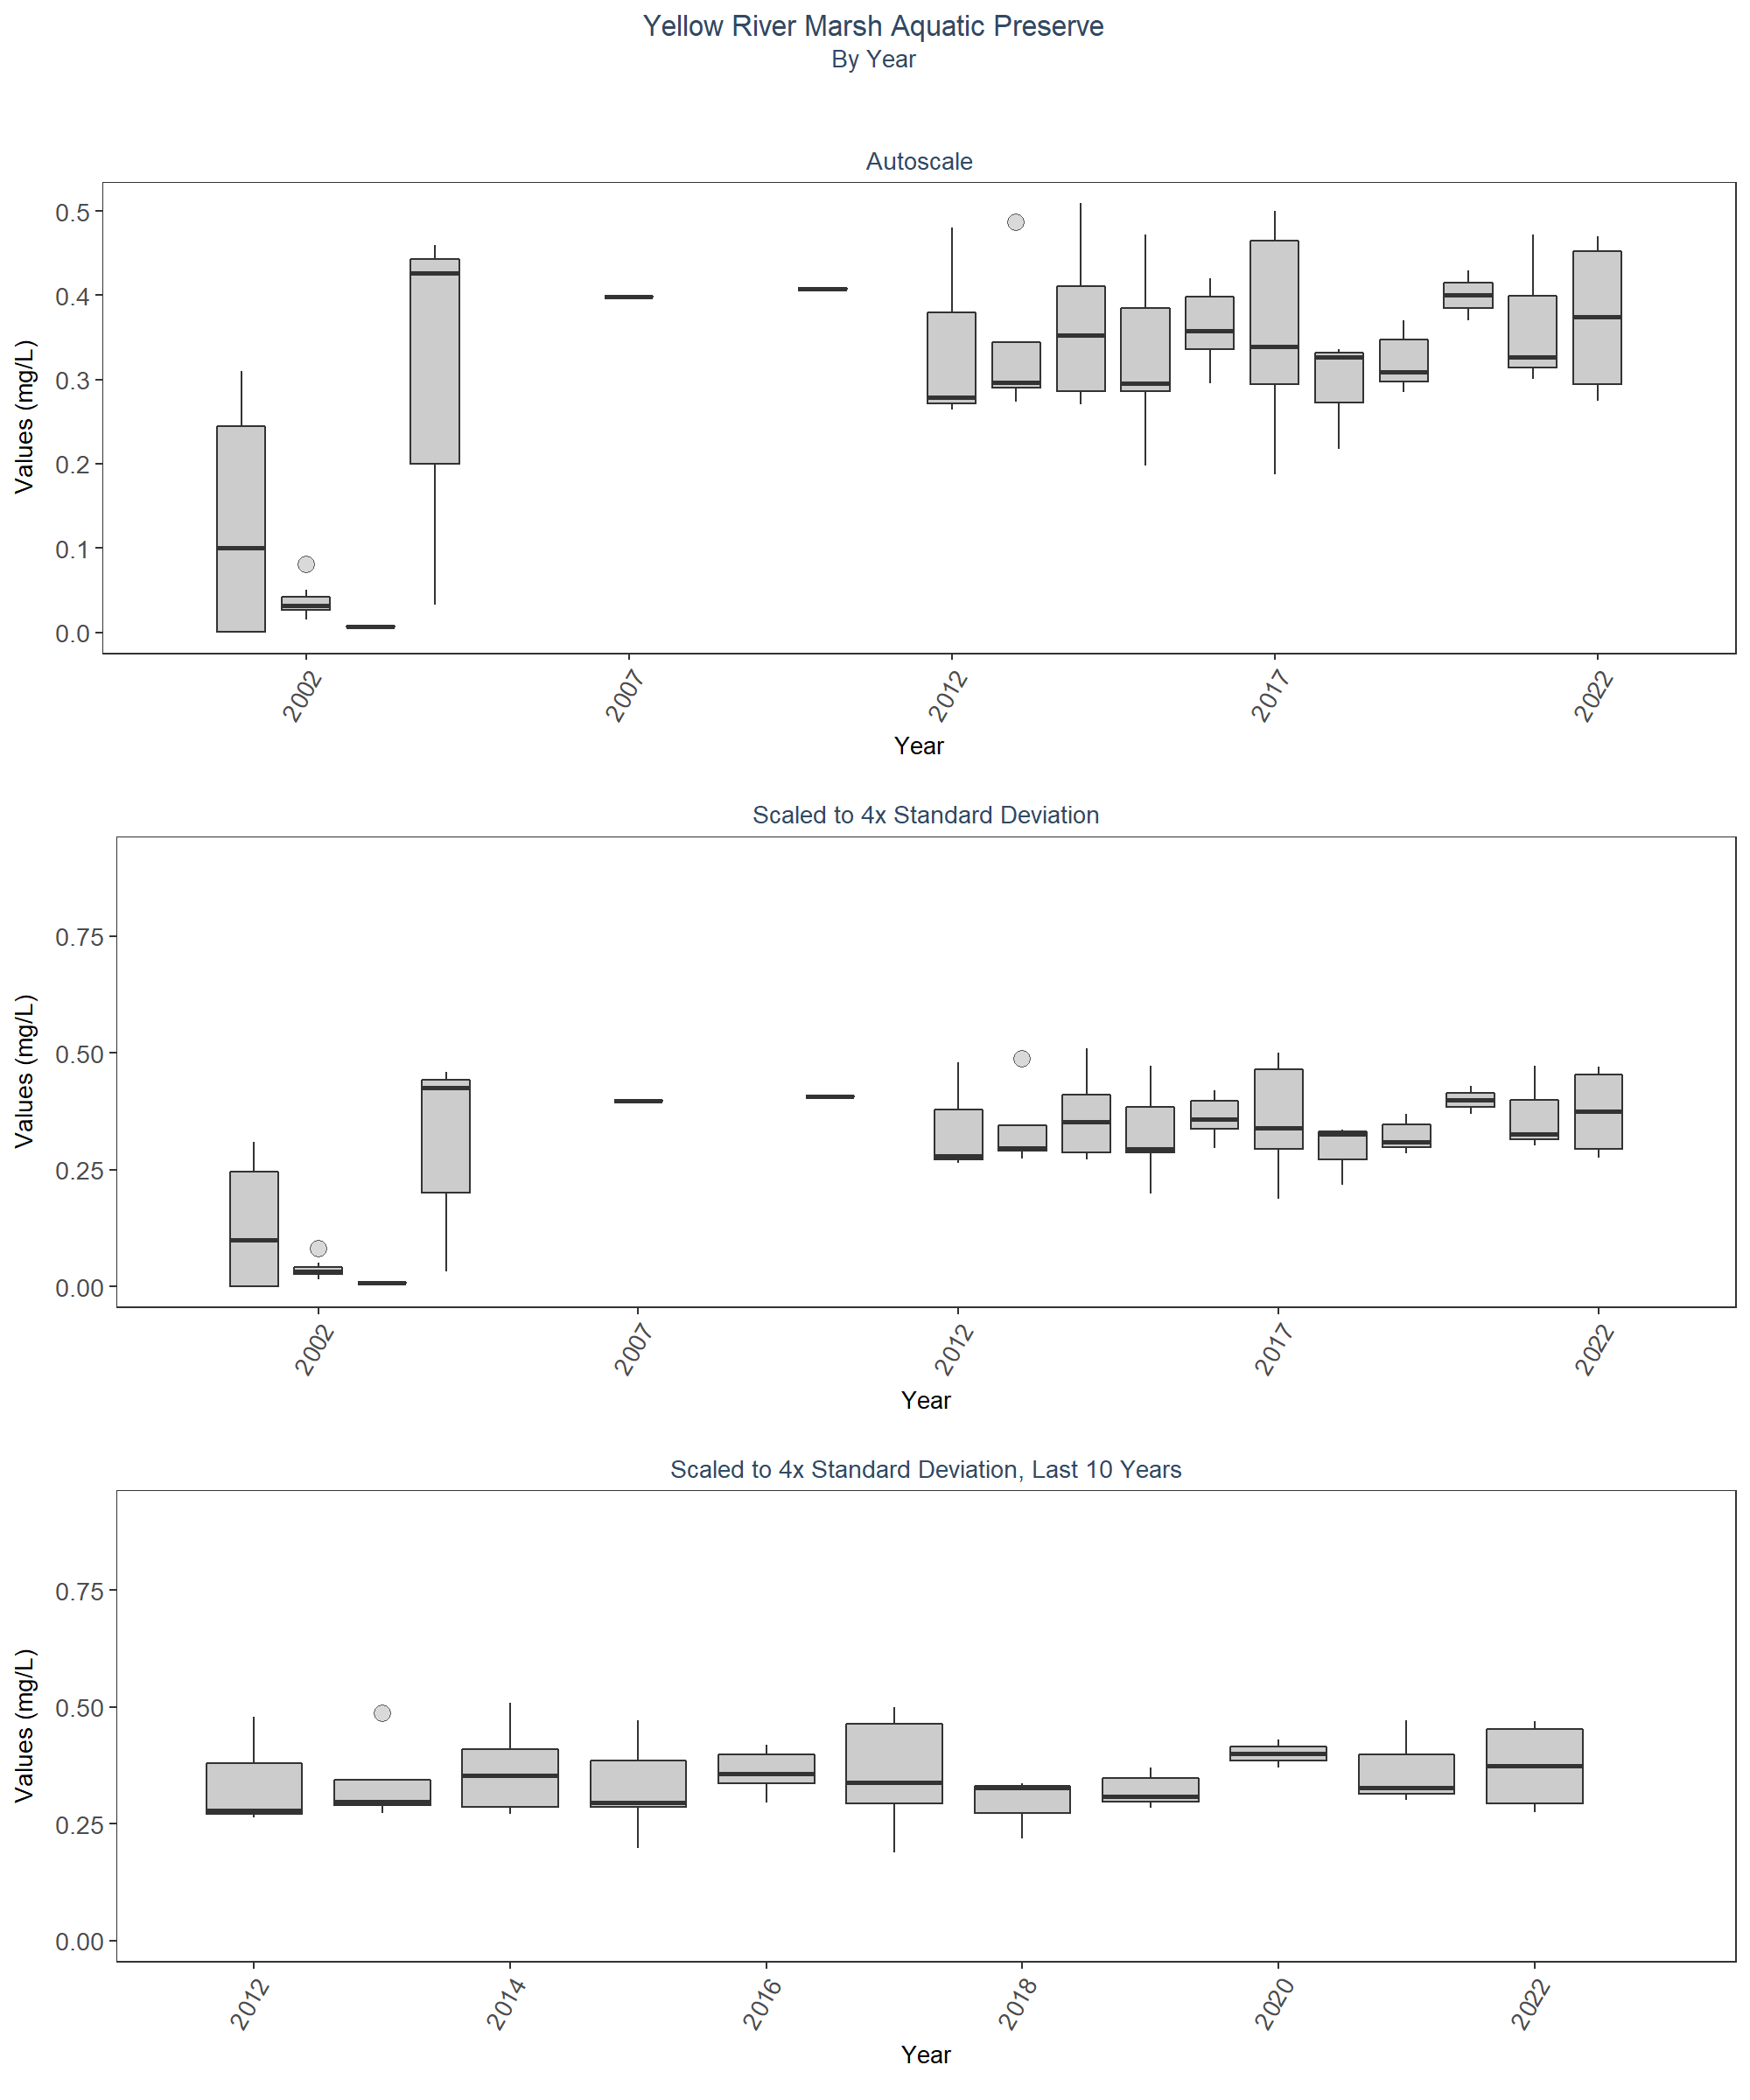 Yellow River Marsh Aquatic Preserve
By Year
Autoscale
Values (mg/L)
0.5
0.4
0.3
0.2
0.1
0.0
2002 2007 2012 2017 2022
Year
Scaled to 4x Standard Deviation
Values (mg/L)
0.75
0.50
0.25
0.00
2002 2007 2012 2017 2022
Year
Scaled to 4x Standard Deviation, Last 10 Years
Values (mg/L)
0.75
0.50
0.25
0.00
2012 2014 2016 2018 2020 2022
Year